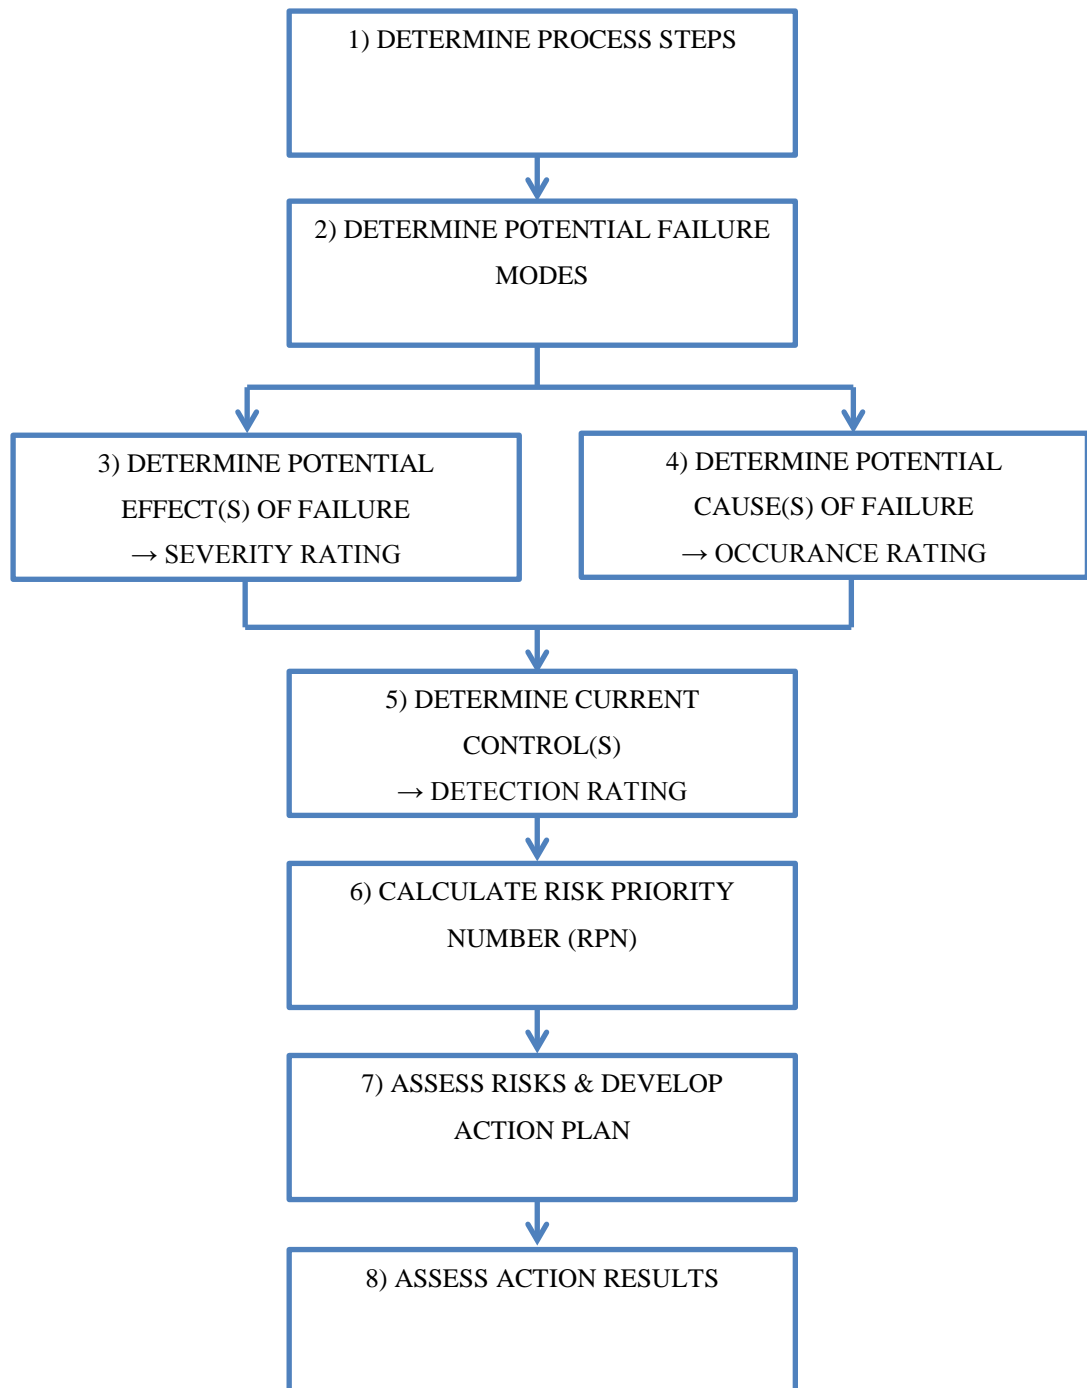 1) DETERMINE PROCESS STEPS
2) DETERMINE POTENTIAL FAILURE
MODES
3) DETERMINE POTENTIAL
EFFECT(S) OF FAILURE
→ SEVERITY RATING
4) DETERMINE POTENTIAL
CAUSE(S) OF FAILURE
→ OCCURANCE RATING
5) DETERMINE CURRENT
CONTROL(S)
→ DETECTION RATING
6) CALCULATE RISK PRIORITY
NUMBER (RPN)
7) ASSESS RISKS & DEVELOP
ACTION PLAN
8) ASSESS ACTION RESULTS